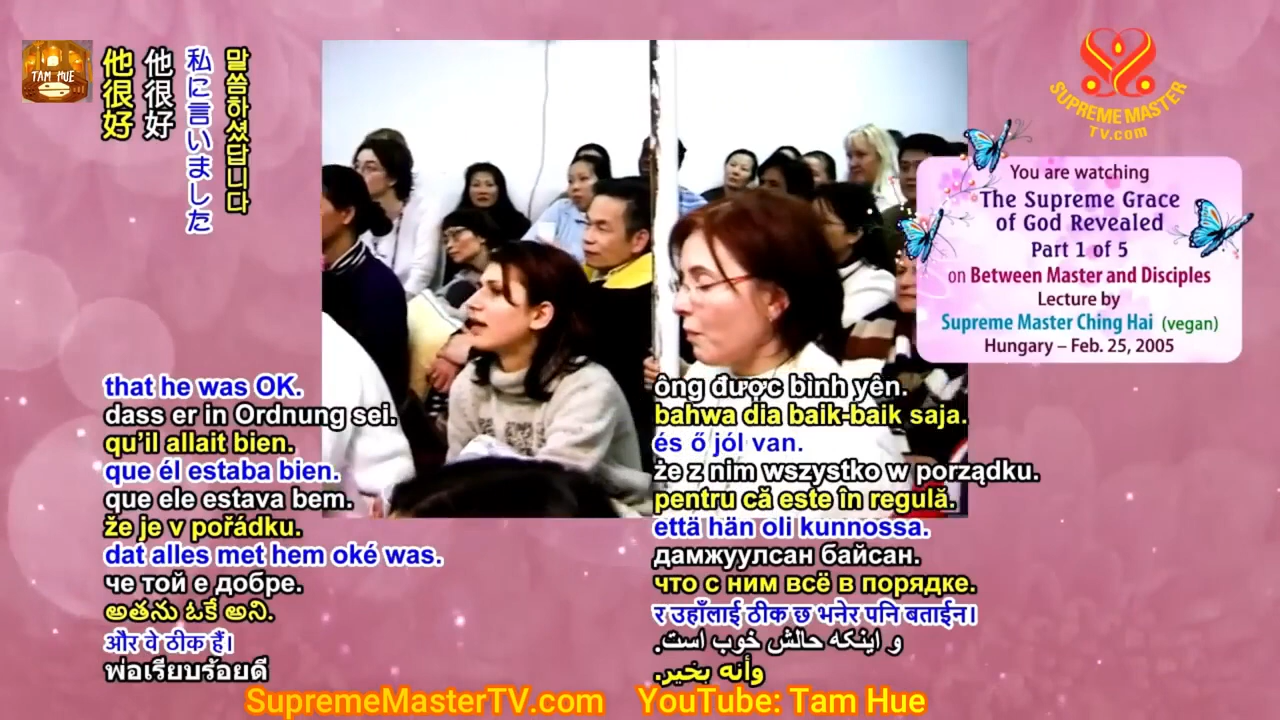 TAM HUE
他很好
他很好
私に言いました
말씀하셨답니다
SUPREME MASTER
TV.com
You are watching
The Supreme Grace
of God Revealed
Part 1 of 5
on Between Master and Disciples
Lecture by
Supreme Master Ching Hai (vegan)
Hungary – Feb. 25, 2005
that he was OK.
dass er in Ordnung sei.
qu'il allait bien.
que él estaba bien.
que ele estava bem.
že je v pořádku.
dat alles met hem oké was.
че той е добре.
అతను ఓకే అని.
और वे ठीक हैं।
พ่อเรียบร้อยดี
ông được bình yên.
bahwa dia baik-baik saja.
és ő jól van.
że z nim wszystko w porządku.
pentru că este în regulă.
että hän oli kunnossa.
дамжуулсан байсан.
что с ним всё в порядке.
र उहाँलाई ठीक छ भनेर पनि बताईन।
و اینکه حالش خوب است.
وأنه بخير.
SupremeMasterTV.com YouTube: Tam Hue